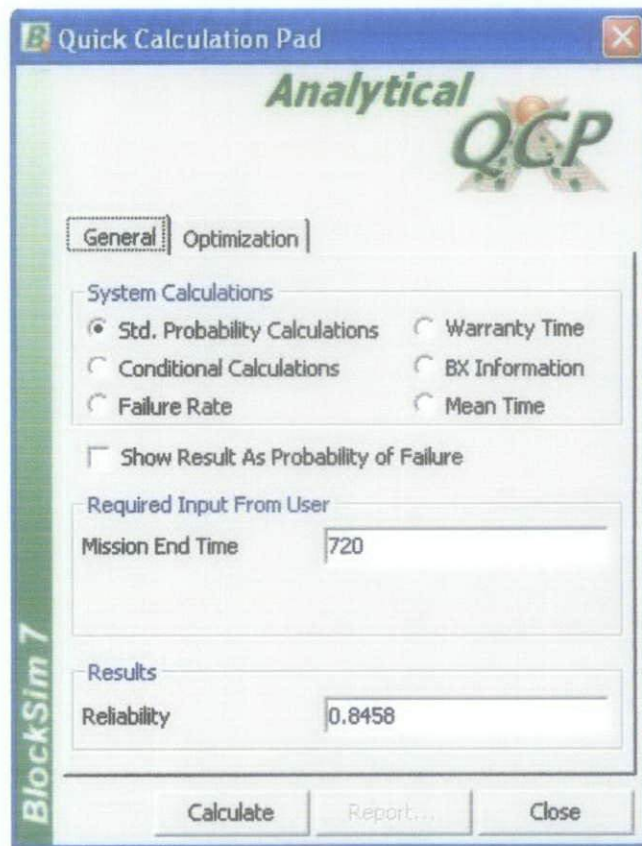 Quick Calculation Pad
Analytical
QCP
General
Optimization
System Calculations
Std. Probability Calculations
Warranty Time
Conditional Calculations
BX Information
Failure Rate
Mean Time
Show Result As Probability of Failure
Required Input From User
Mission End Time
720
Results
Reliability
0.8458
BlockSim 7
Calculate
Report...
Close